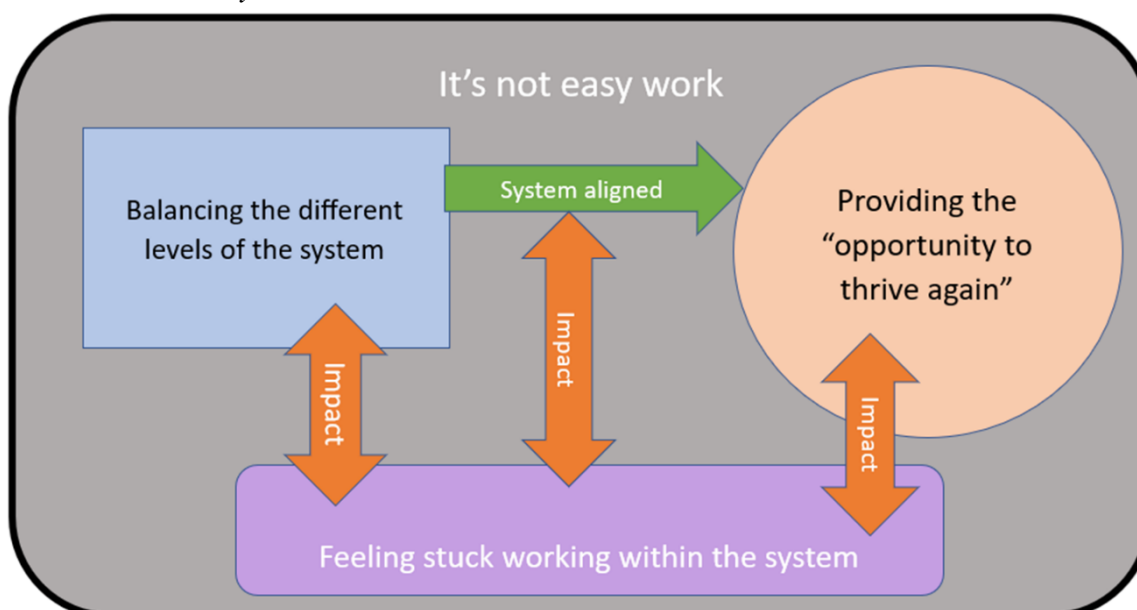 It's not easy work
System aligned
Balancing the different
levels of the system
Providing the
“opportunity to
thrive again”
Impact
Impact
Impact
Feeling stuck working within the system